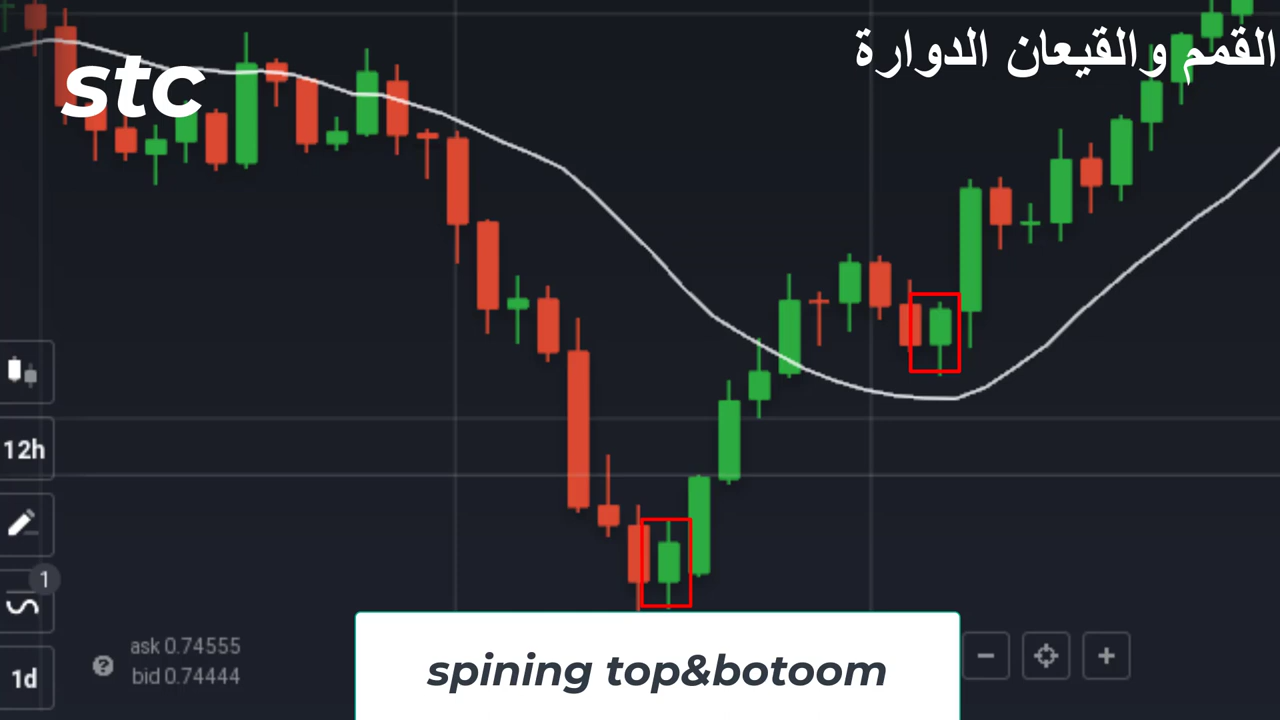 القمم والقيعان الدوارة
stc
12h
1
1d
ask 0.74555
bid 0.74444
?
spining top&botoom